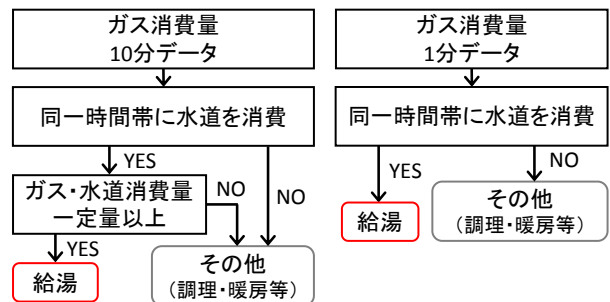 ガス消費量
10分データ
同一時間帯に水道を消費
YES
NO
ガス・水道消費量
一定量以上
NO
YES
給湯
その他
(調理・暖房等)
ガス消費量
1分データ
同一時間帯に水道を消費
YES
NO
給湯
その他
(調理・暖房等)